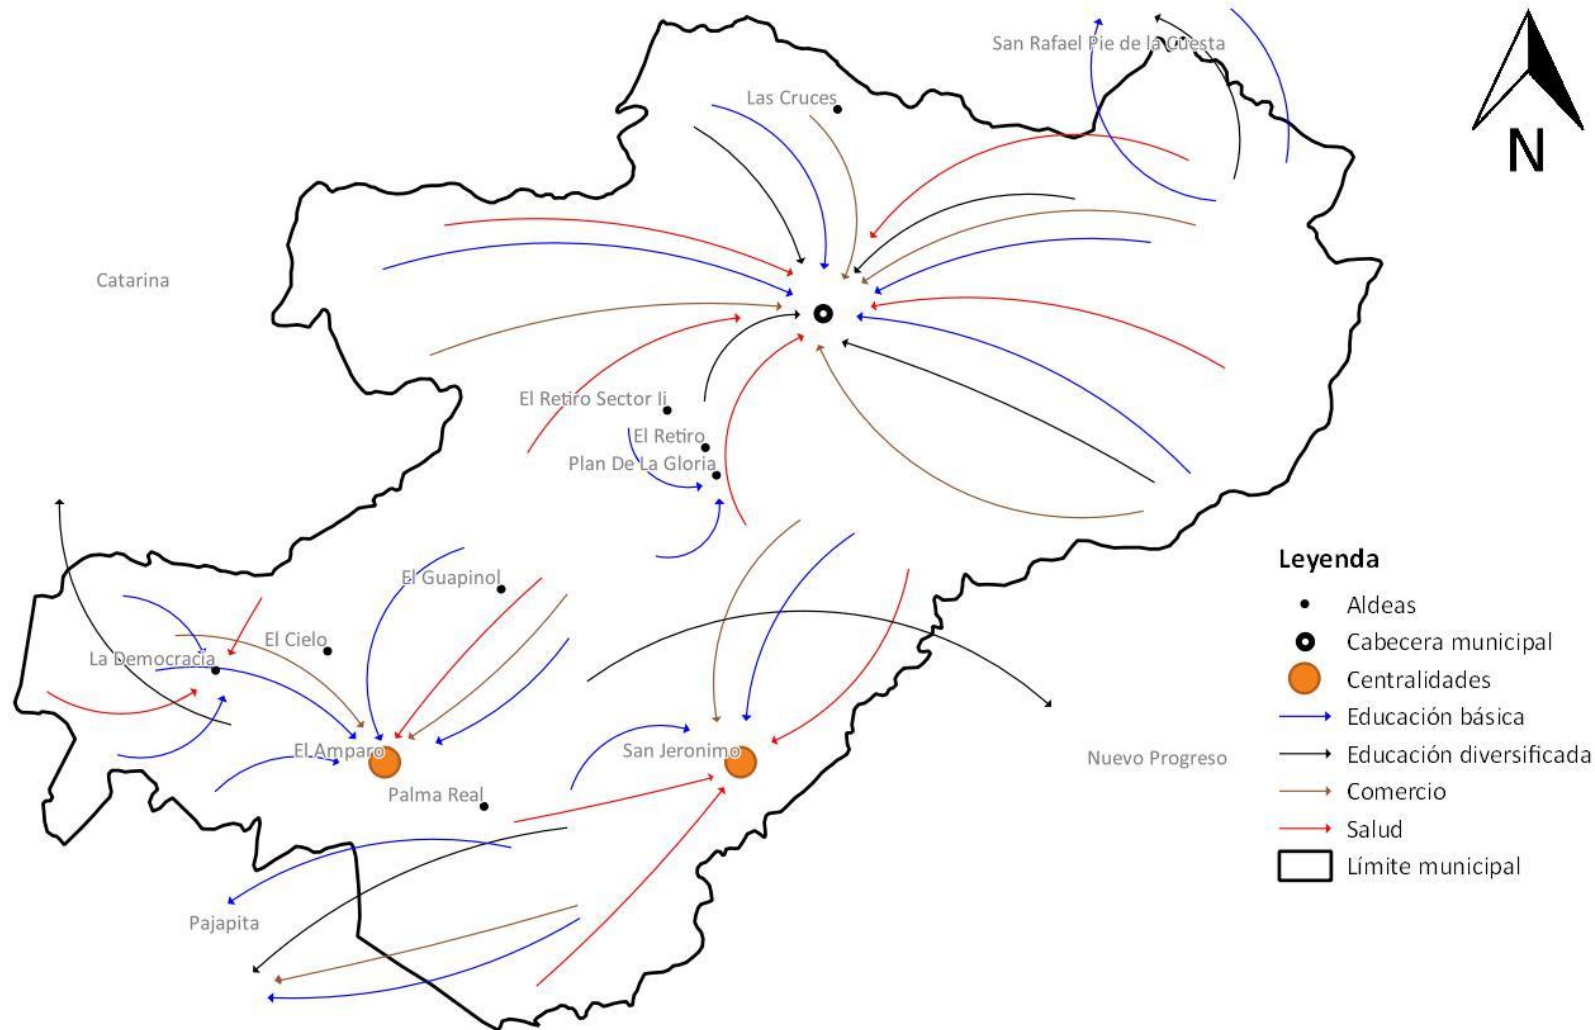 San Rafael Pie de la Cuesta
Las Cruces
N
Catarina
El Retiro Sector Ii
El Retiro
Plan De La Gloria
El Guapinol
El Cielo
La Democracia
El Amparo
San Jeronimo
Palma Real
Nuevo Progreso
Pajapita
Leyenda
Aldeas
Cabecera municipal
Centralidades
Educación básica
Educación diversificada
Comercio
Salud
Límite municipal